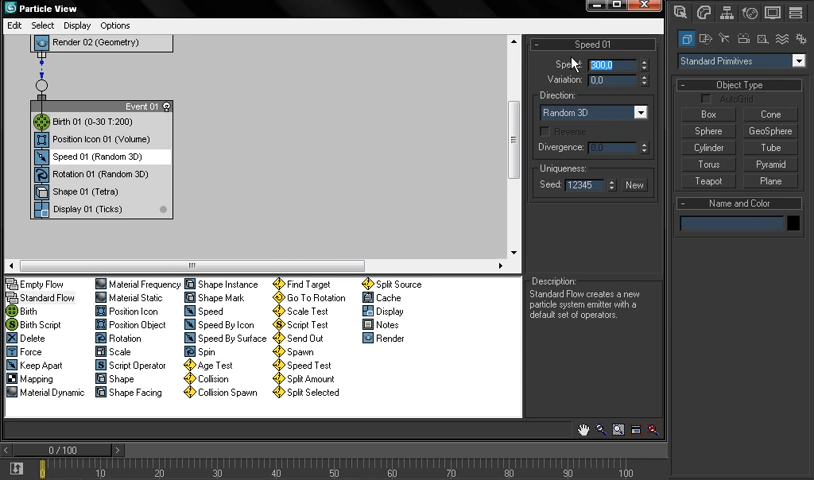 Particle View
Edit Select Display Options
Render 02 (Geometry)
Event 01
Birth 01 (0-30 T:200)
Position Icon 01 (Volume)
Speed 01 (Random 3D)
Rotation 01 (Random 3D)
Shape 01 (Tetra)
Display 01 (Ticks)
Speed 01
Speed: 300,0
Variation: 0,0
Direction:
Random 3D
Reverse
Divergence: 0,0
Uniqueness:
Seed: 12345 New
Description:
Standard Flow creates a new
particle system emitter with a
default set of operators.
Empty Flow
Standard Flow
Birth
Birth Script
Delete
Force
Keep Apart
Mapping
Material Dynamic
Material Frequency
Material Static
Position Icon
Position Object
Rotation
Scale
Script Operator
Shape
Shape Facing
Shape Instance
Shape Mark
Speed
Speed By Icon
Speed By Surface
Spin
Age Test
Collision
Collision Spawn
Find Target
Go To Rotation
Scale Test
Script Test
Send Out
Spawn
Speed Test
Split Amount
Split Selected
Split Source
Cache
Display
Notes
Render
Standard Primitives
Object Type
AutoGrid
Box Cone
Sphere GeoSphere
Cylinder Tube
Torus Pyramid
Teapot Plane
Name and Color
0 / 100
0 10 20 30 40 50 60 70 80 90 100